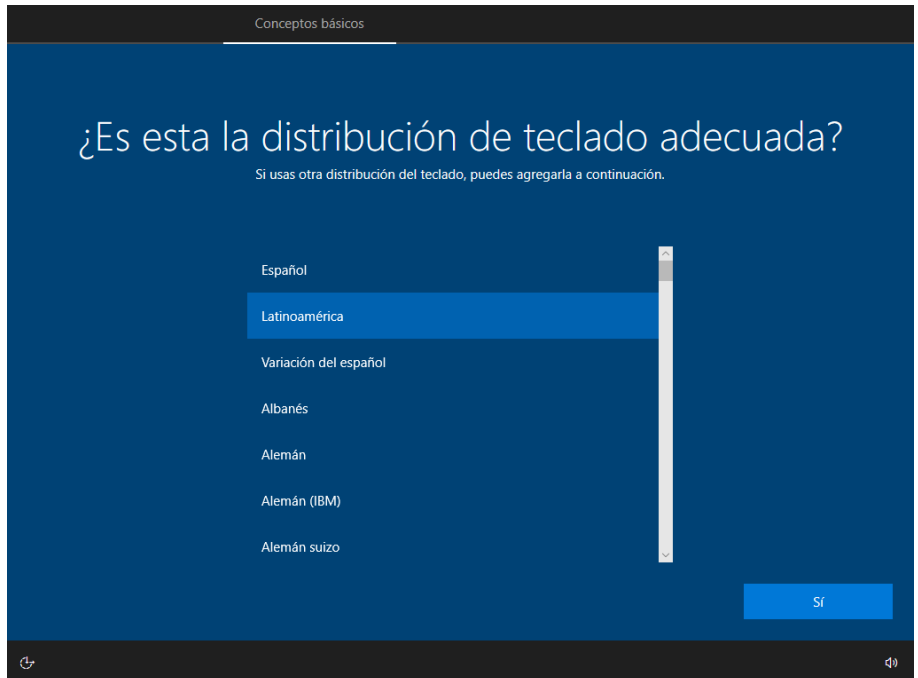 Conceptos básicos
¿Es esta la distribución de teclado adecuada?
Si usas otra distribución del teclado, puedes agregarla a continuación.
Español
Latinoamérica
Variación del español
Albanés
Alemán
Alemán (IBM)
Alemán suizo
Sí